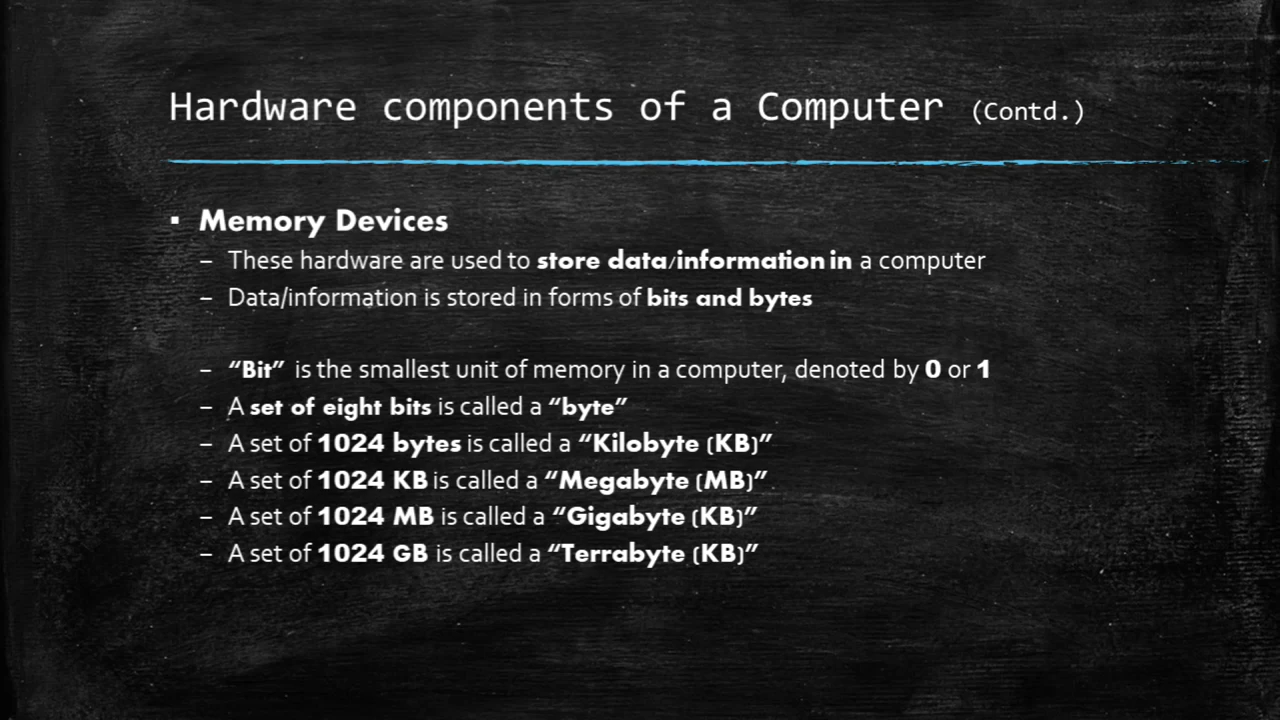 Hardware components of a Computer (Contd.)
▪ Memory Devices
– These hardware are used to store data/information in a computer
– Data/information is stored in forms of bits and bytes
– “Bit” is the smallest unit of memory in a computer, denoted by 0 or 1
– A set of eight bits is called a “byte”
– A set of 1024 bytes is called a “Kilobyte (KB)”
– A set of 1024 KB is called a “Megabyte (MB)”
– A set of 1024 MB is called a “Gigabyte (KB)”
– A set of 1024 GB is called a “Terrabyte (KB)”